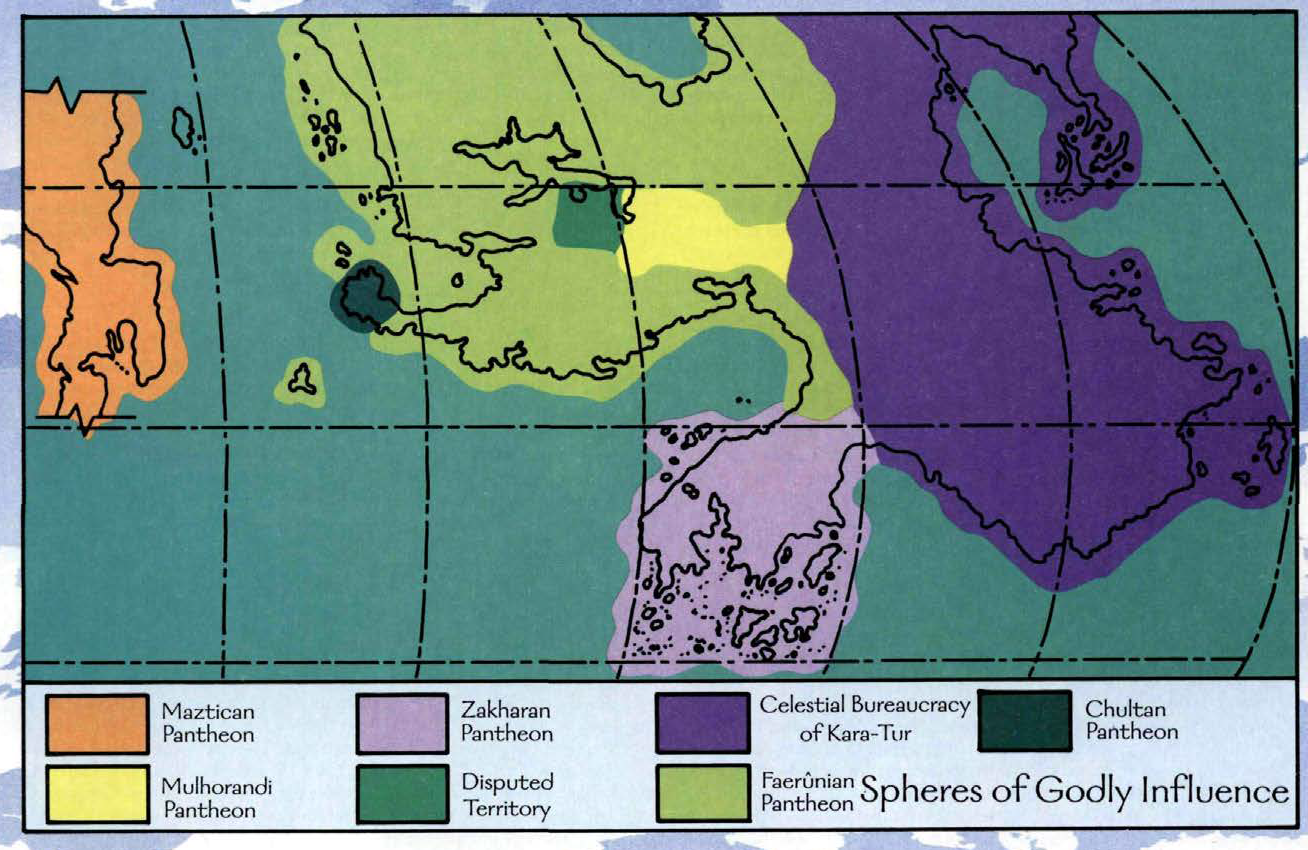 Maztican
Pantheon
Zakharan
Pantheon
Celestial Bureaucracy
of Kara-Tur
Chultan
Pantheon
Mulhorandi
Pantheon
Disputed
Territory
Faerûnian
Pantheon
Spheres of Godly Influence